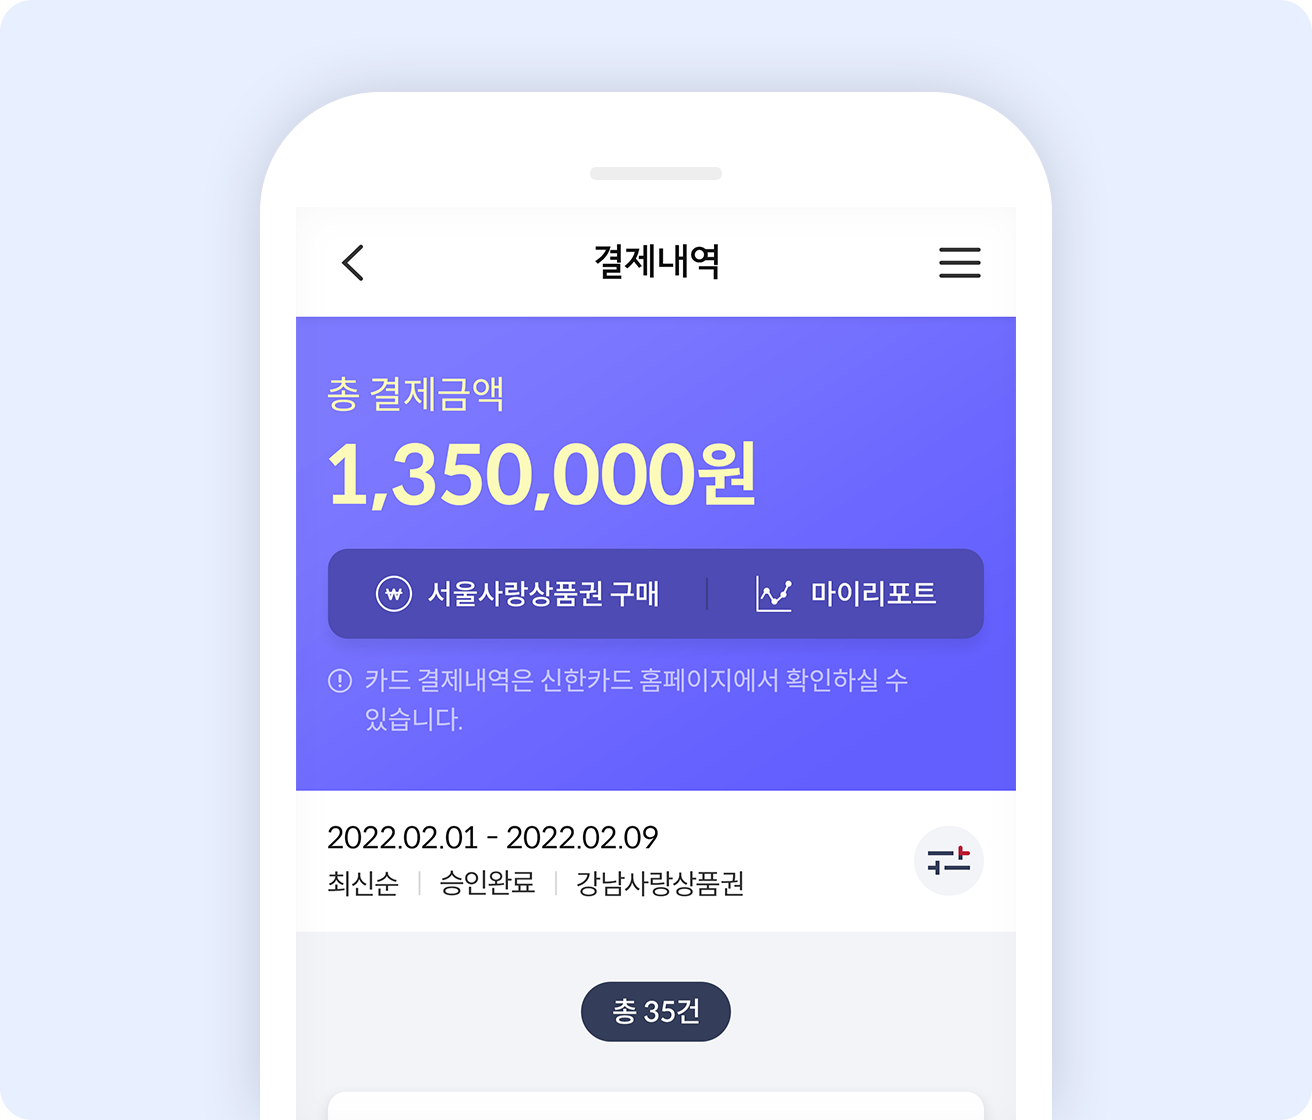 결제내역
총 결제금액
1,350,000원
서울사랑상품권 구매 마이리포트
카드 결제내역은 신한카드 홈페이지에서 확인하실 수
있습니다.
2022.02.01 - 2022.02.09
최신순 | 승인완료 | 강남사랑상품권
총 35건